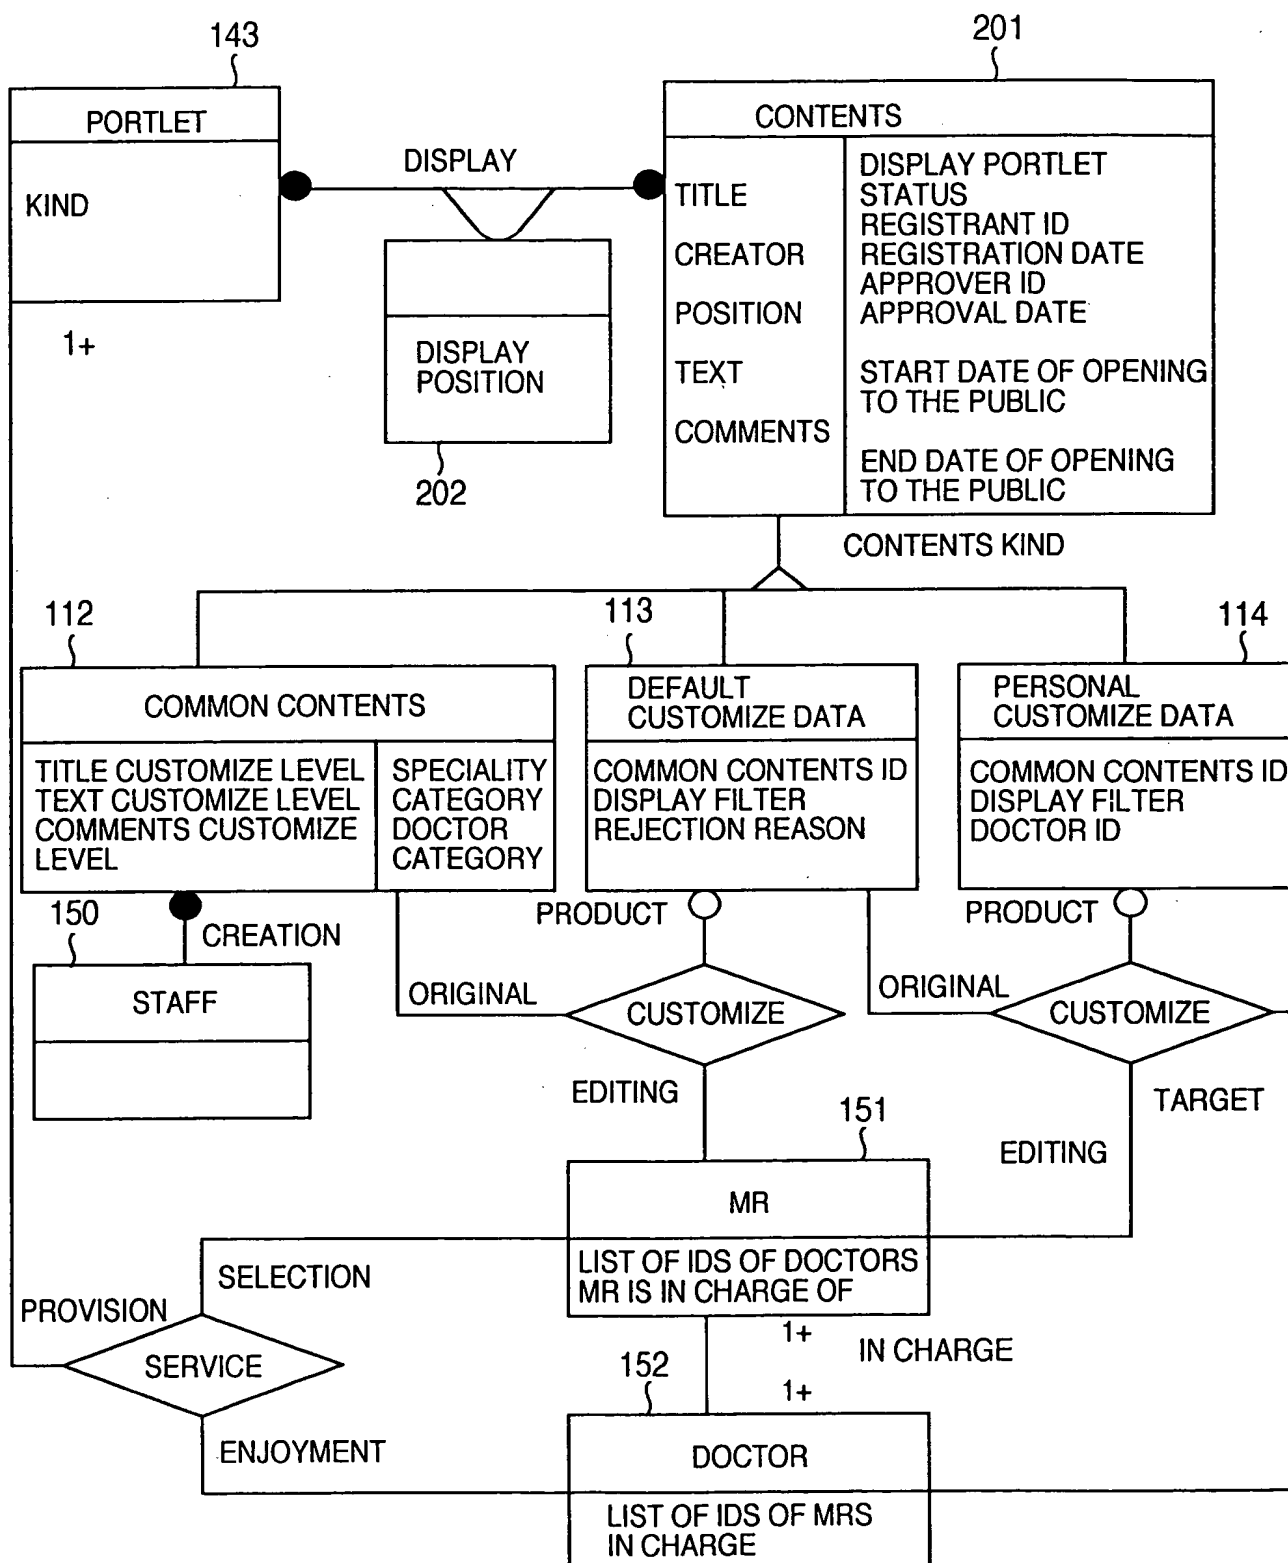 143
201
PORTLET
KIND
1+
DISPLAY
DISPLAY
POSITION
202
CONTENTS
TITLE
CREATOR
POSITION
TEXT
COMMENTS
DISPLAY PORTLET
STATUS
REGISTRANT ID
REGISTRATION DATE
APPROVER ID
APPROVAL DATE
START DATE OF OPENING
TO THE PUBLIC
END DATE OF OPENING
TO THE PUBLIC
CONTENTS KIND
112
COMMON CONTENTS
TITLE CUSTOMIZE LEVEL
TEXT CUSTOMIZE LEVEL
COMMENTS CUSTOMIZE
LEVEL
SPECIALITY
CATEGORY
DOCTOR
CATEGORY
113
DEFAULT
CUSTOMIZE DATA
COMMON CONTENTS ID
DISPLAY FILTER
REJECTION REASON
114
PERSONAL
CUSTOMIZE DATA
COMMON CONTENTS ID
DISPLAY FILTER
DOCTOR ID
150
CREATION
STAFF
PRODUCT
ORIGINAL
CUSTOMIZE
EDITING
PRODUCT
ORIGINAL
CUSTOMIZE
TARGET
EDITING
151
MR
LIST OF IDS OF DOCTORS
MR IS IN CHARGE OF
SELECTION
PROVISION
SERVICE
ENJOYMENT
1+
IN CHARGE
1+
152
DOCTOR
LIST OF IDS OF MRS
IN CHARGE